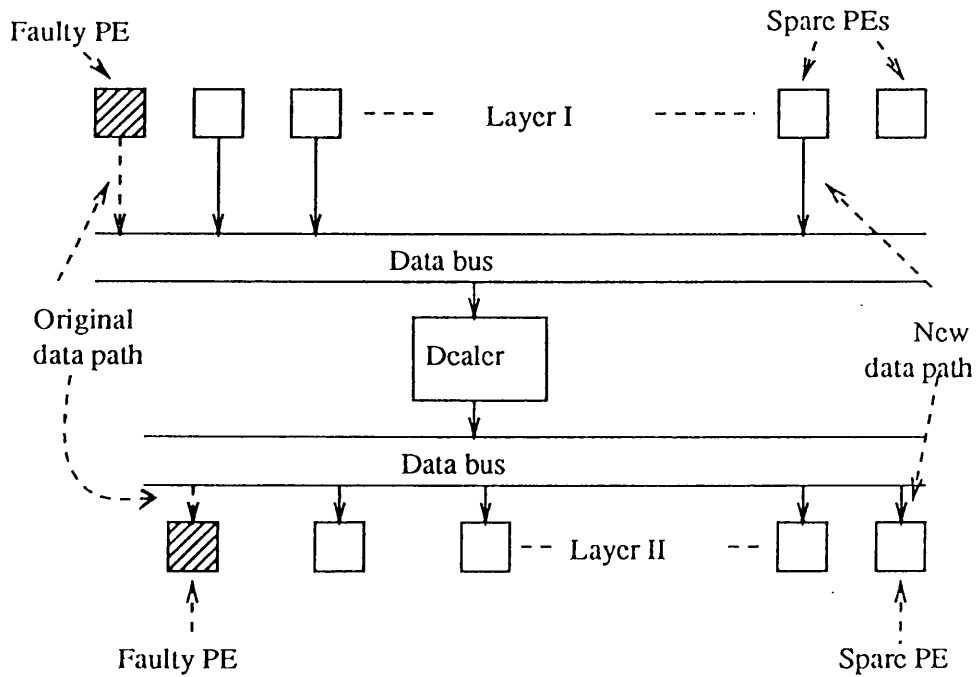 Faulty PE
Spare PEs
Layer I
Data bus
Original
data path
Dealer
New
data path
Data bus
Layer II
Faulty PE
Spare PE